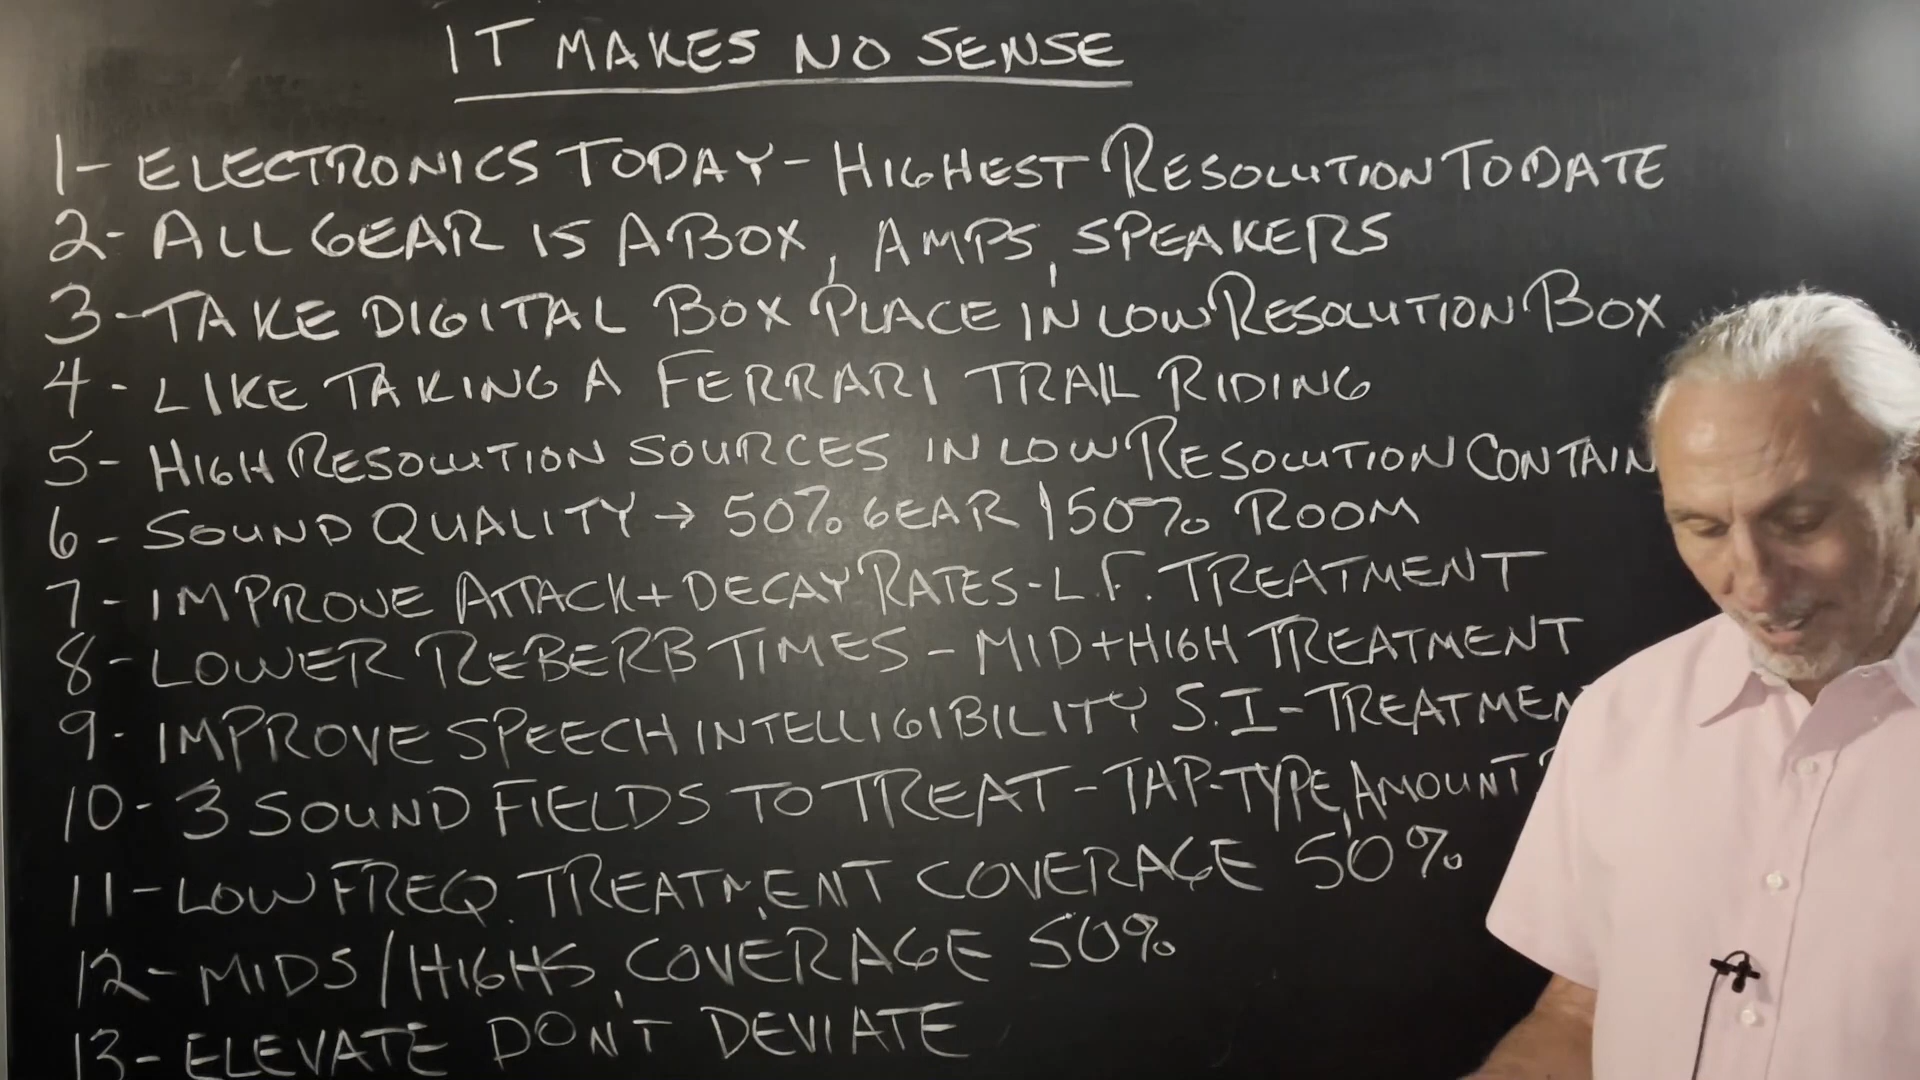 IT MAKES NO SENSE
1- ELECTRONICS TODAY - HIGHEST RESOLUTION TO DATE
2- ALL GEAR IS A BOX, AMPS, SPEAKERS
3- TAKE DIGITAL BOX PLACE IN LOW RESOLUTION BOX
4- LIKE TAKING A FERRARI TRAIL RIDING
5- HIGH RESOLUTION SOURCES IN LOW RESOLUTION CONTAIN
6- SOUND QUALITY → 50% GEAR | 50% ROOM
7- IMPROVE ATTACK + DECAY RATES - L.F. TREATMENT
8- LOWER REBERB TIMES - MID + HIGH TREATMENT
9- IMPROVE SPEECH INTELLIGIBILITY S.I - TREATMEN
10- 3 SOUND FIELDS TO TREAT - TAP-TYPE, AMOUNT
11- LOW FREQ. TREATMENT COVERAGE 50%
12- MIDS/HIGHS, COVERAGE 50%
13- ELEVATE DON'T DEVIATE